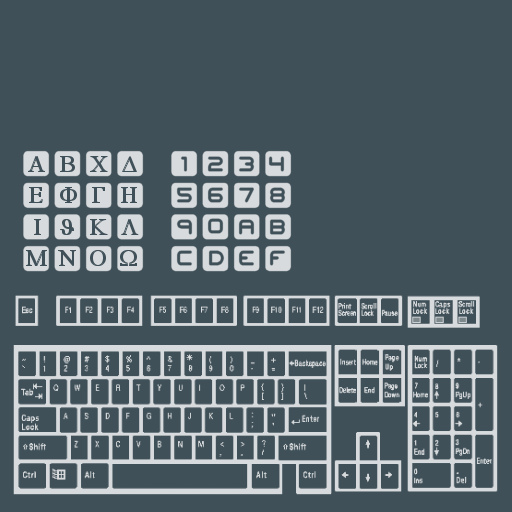 Α Β Χ Δ 1 2 3 4
Ε Φ Γ Η 5 6 7 8
Ι ϑ Κ Λ 9 0 A B
Μ Ν Ο Ω C D E F
Esc F1 F2 F3 F4 F5 F6 F7 F8 F9 F10 F11 F12 Print Screen Scroll Lock Pause Num Lock Caps Lock Scroll Lock
~ ` ! 1 @ 2 # 3 $ 4 % 5 ^ 6 & 7 * 8 ( 9 ) 0 _ - + = ←Backspace Insert Home Page Up Num Lock / * -
Tab Q W E R T Y U I O P { [ } ] | \ Delete End Page Down 7 Home 8 ↑ 9 PgUp +
Caps Lock A S D F G H J K L : ; " ' ↵Enter 4 ← 5 6 →
⇧Shift Z X C V B N M < , > . ? / ⇧Shift ↑ 1 End 2 ↓ 3 PgDn Enter
Ctrl Alt Alt Ctrl ← ↓ → 0 Ins . Del